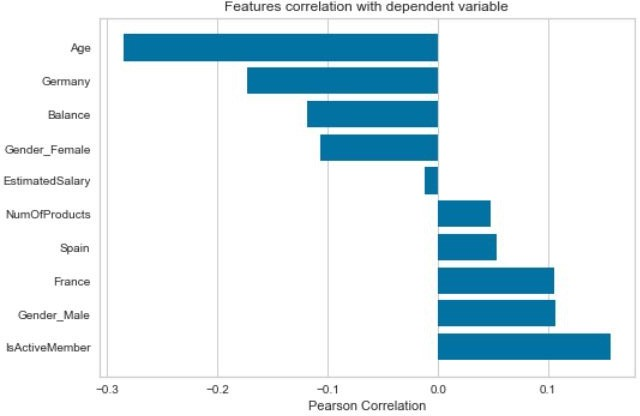 Features correlation with dependent variable
Age
Germany
Balance
Gender_Female
EstimatedSalary
NumOfProducts
Spain
France
Gender_Male
IsActiveMember
−0.3 −0.2 −0.1 0.0 0.1
Pearson Correlation